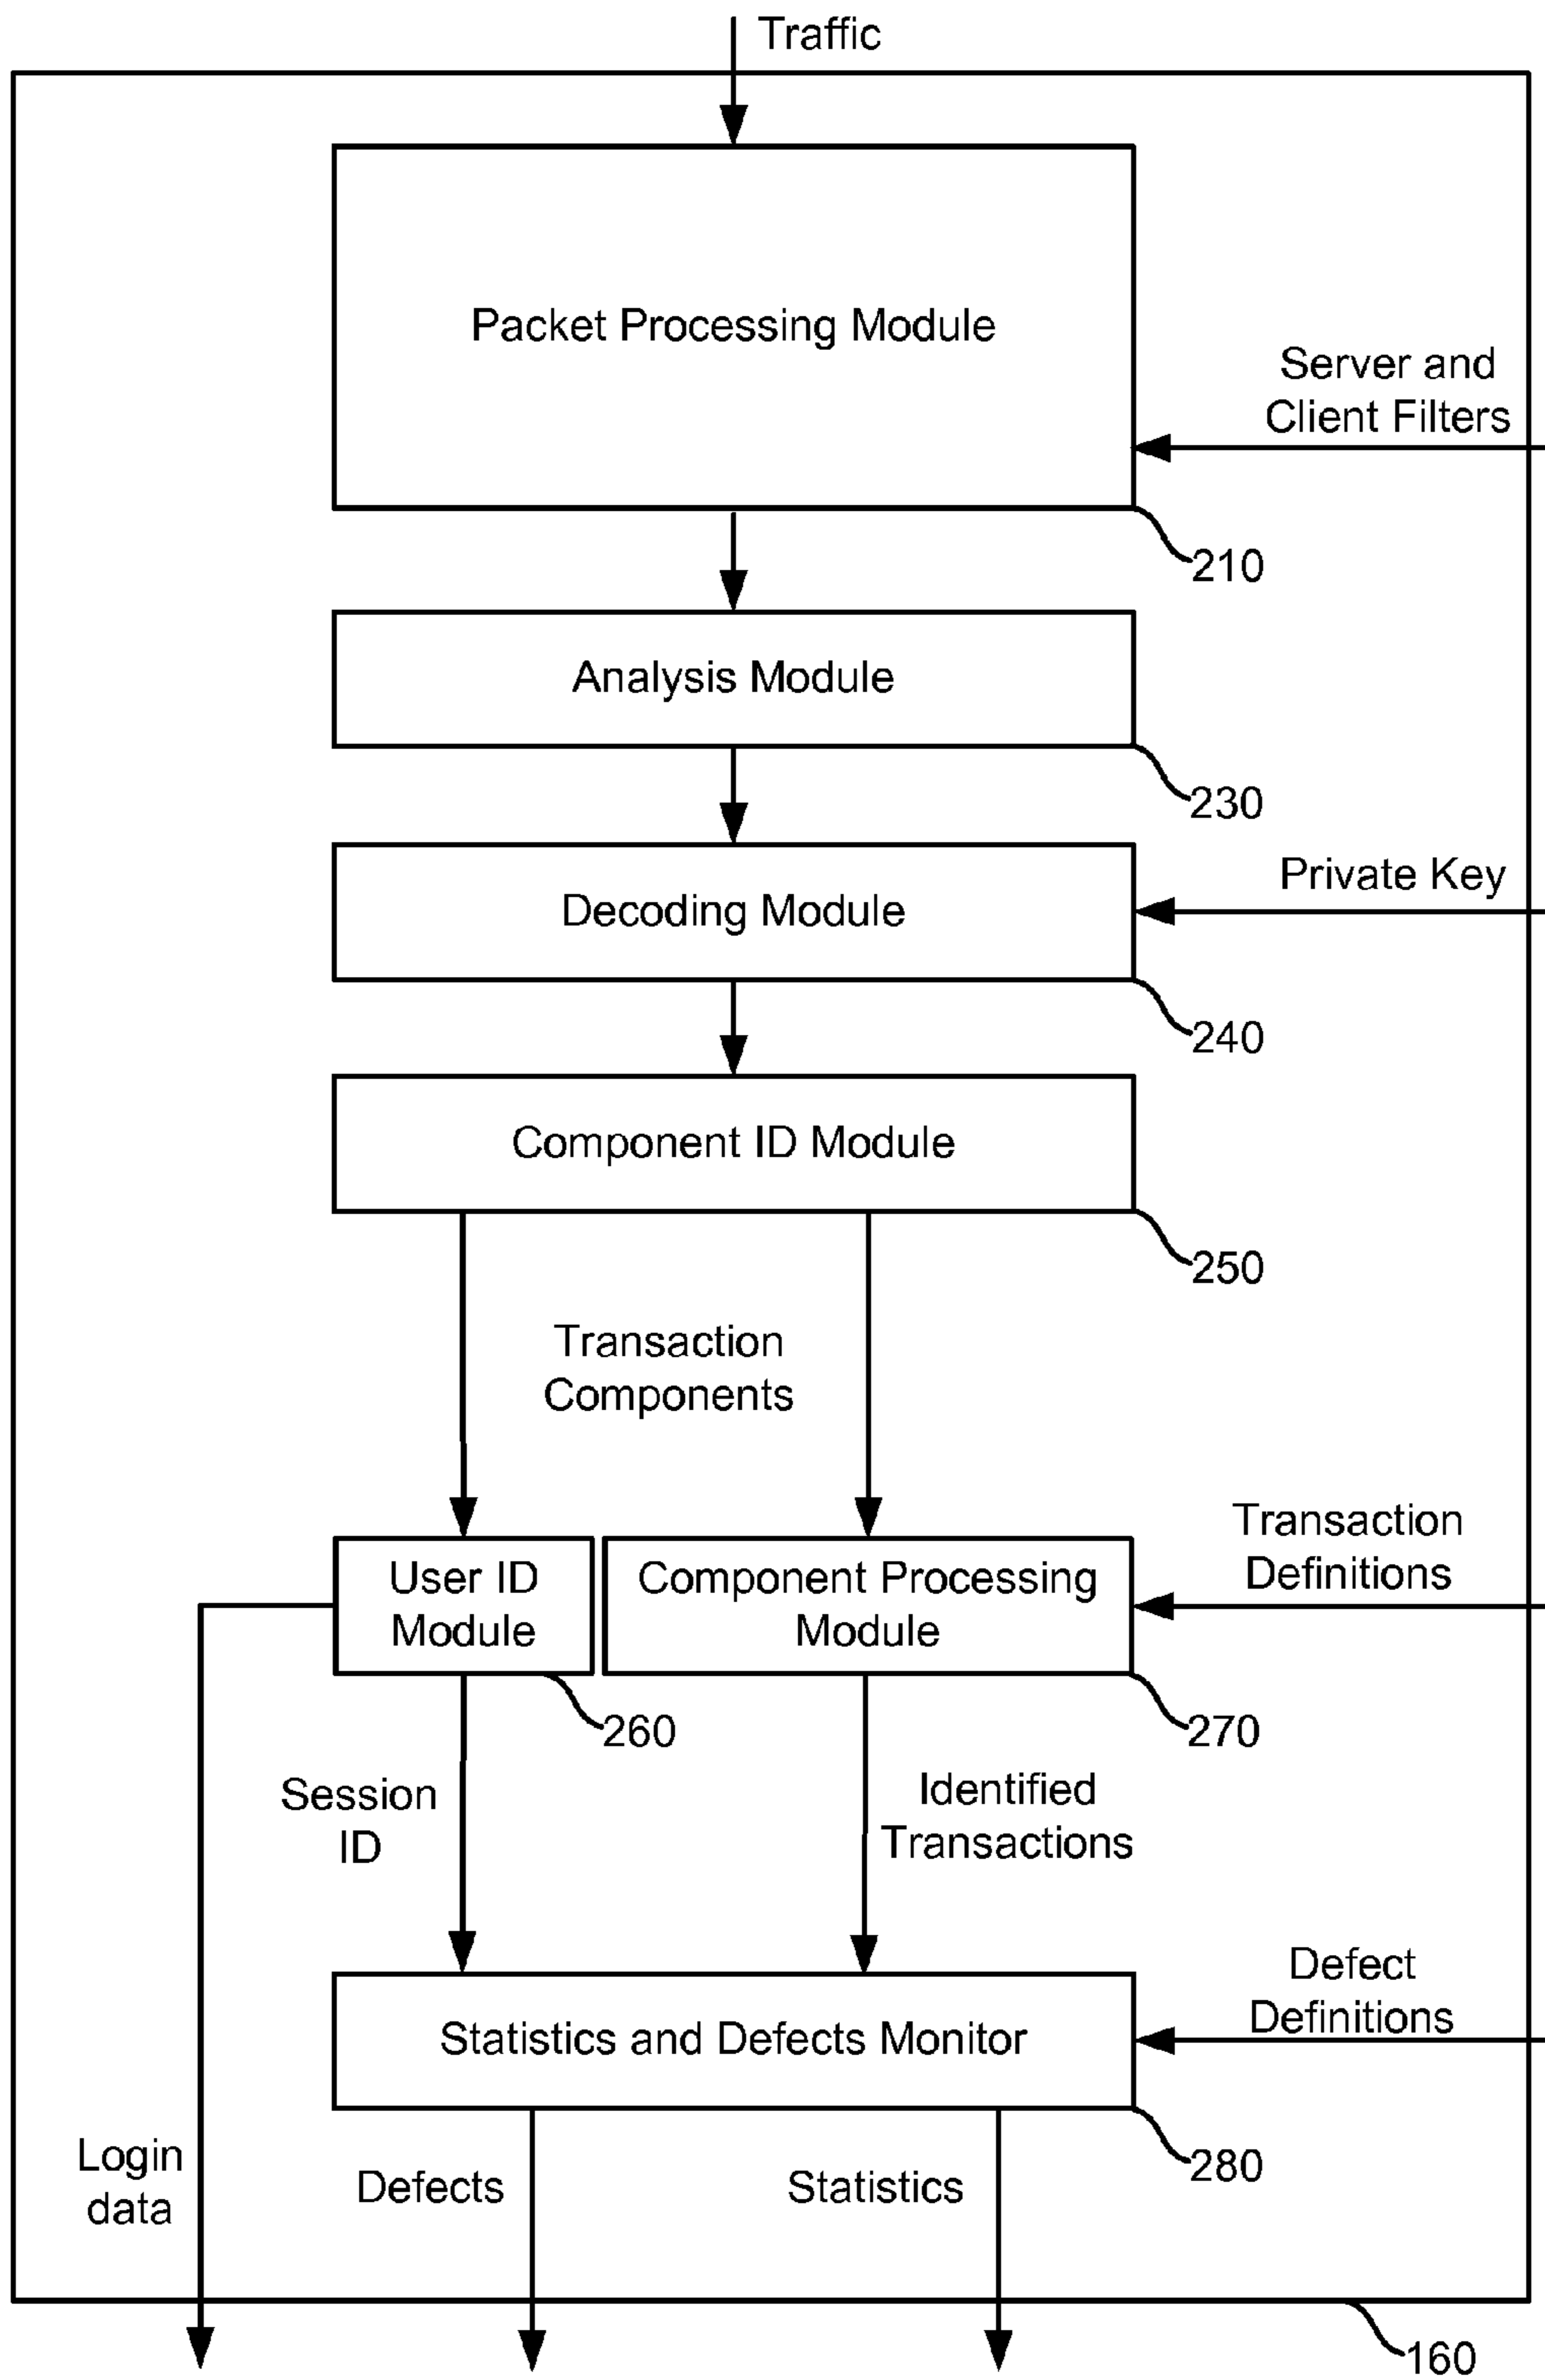 Traffic
Packet Processing Module
Server and
Client Filters
210
Analysis Module
230
Private Key
Decoding Module
240
Component ID Module
250
Transaction
Components
Transaction
Definitions
User ID
Module
Component Processing
Module
260
270
Session
ID
Identified
Transactions
Defect
Definitions
Statistics and Defects Monitor
280
Login
data
Defects
Statistics
160